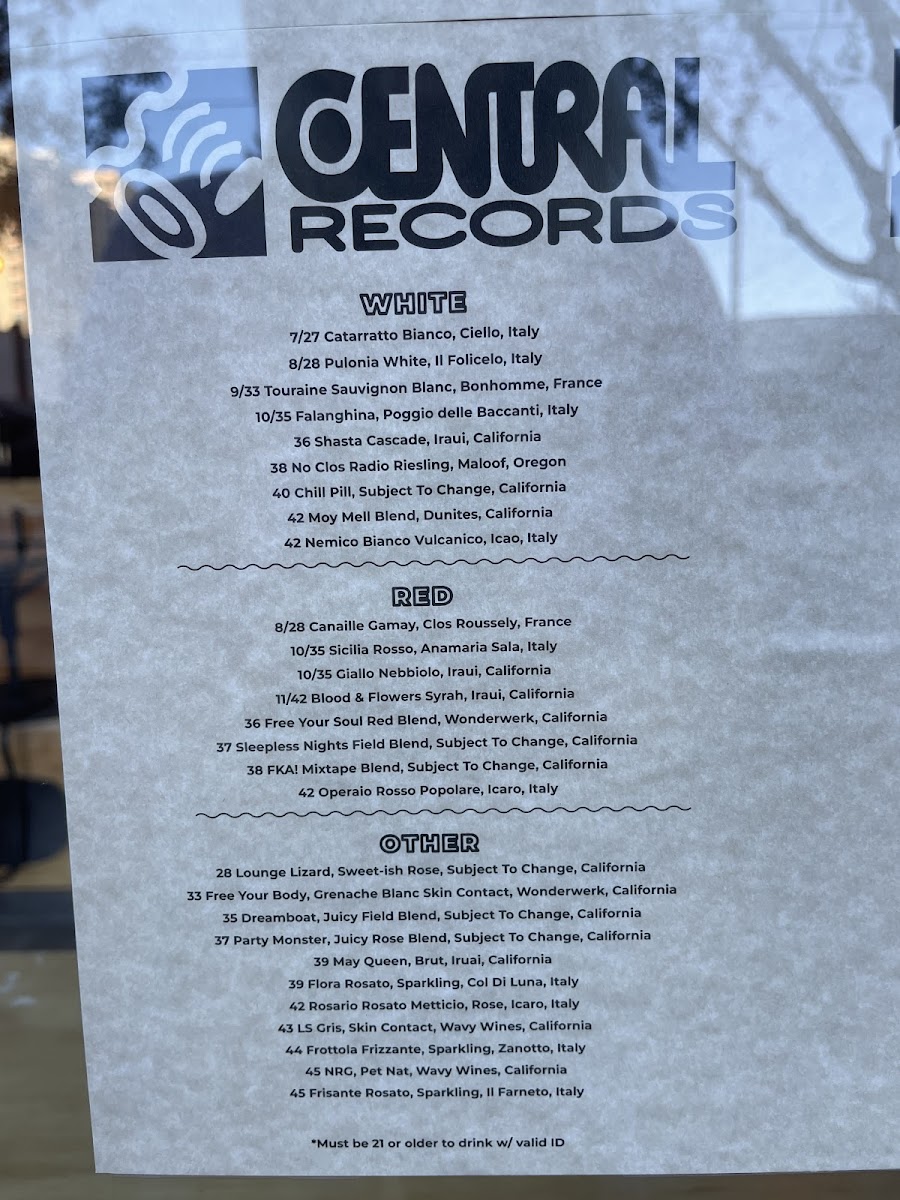 CENTRAL
RECORDS
WHITE
7/27 Catarratto Bianco, Ciello, Italy
8/28 Pulonia White, Il Folicelo, Italy
9/33 Touraine Sauvignon Blanc, Bonhomme, France
10/35 Falanghina, Poggio delle Baccanti, Italy
36 Shasta Cascade, Iraui, California
38 No Clos Radio Riesling, Maloof, Oregon
40 Chill Pill, Subject To Change, California
42 Moy Mell Blend, Dunites, California
42 Nemico Bianco Vulcanico, Icao, Italy
RED
8/28 Canaille Gamay, Clos Roussely, France
10/35 Sicilia Rosso, Anamaria Sala, Italy
10/35 Giallo Nebbiolo, Iraui, California
11/42 Blood & Flowers Syrah, Iraui, California
36 Free Your Soul Red Blend, Wonderwerk, California
37 Sleepless Nights Field Blend, Subject To Change, California
38 FKA! Mixtape Blend, Subject To Change, California
42 Operaio Rosso Popolare, Icaro, Italy
OTHER
28 Lounge Lizard, Sweet-ish Rose, Subject To Change, California
33 Free Your Body, Grenache Blanc Skin Contact, Wonderwerk, California
35 Dreamboat, Juicy Field Blend, Subject To Change, California
37 Party Monster, Juicy Rose Blend, Subject To Change, California
39 May Queen, Brut, Iruai, California
39 Flora Rosato, Sparkling, Col Di Luna, Italy
42 Rosario Rosato Metticio, Rose, Icaro, Italy
43 LS Gris, Skin Contact, Wavy Wines, California
44 Frottola Frizzante, Sparkling, Zanotto, Italy
45 NRG, Pet Nat, Wavy Wines, California
45 Frisante Rosato, Sparkling, Il Farneto, Italy
*Must be 21 or older to drink w/ valid ID